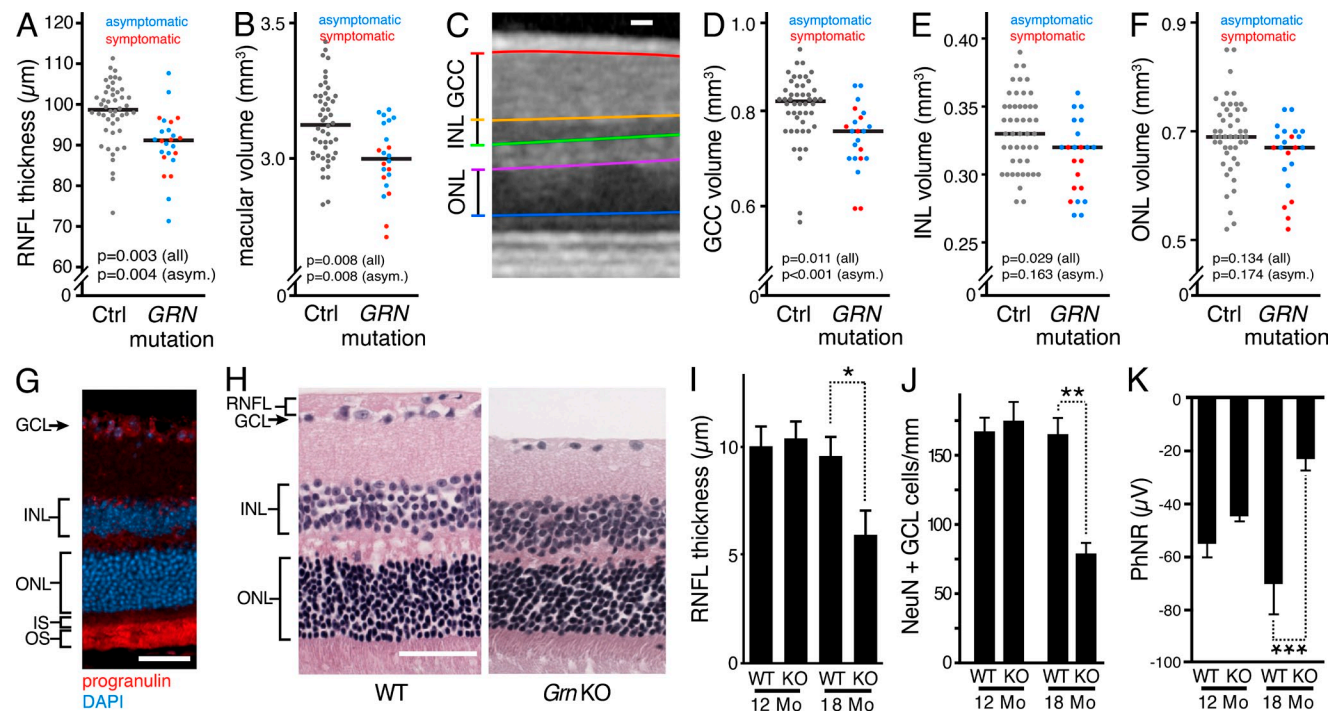 A
RNFL thickness (µm)
120
110
100
90
80
70
60
0
asymptomatic
symptomatic
p=0.003 (all)
p=0.004 (asym.)
Ctrl
GRN
mutation
B
macular volume (mm³)
3.5
3.0
0
asymptomatic
symptomatic
p=0.008 (all)
p=0.008 (asym.)
Ctrl
GRN
mutation
C
GCC
INL
ONL
D
GCC volume (mm³)
1.0
0.8
0.6
0
asymptomatic
symptomatic
p=0.011 (all)
p<0.001 (asym.)
Ctrl
GRN
mutation
E
INL volume (mm³)
0.40
0.35
0.30
0.25
0
asymptomatic
symptomatic
p=0.029 (all)
p=0.163 (asym.)
Ctrl
GRN
mutation
F
ONL volume (mm³)
0.9
0.7
0.5
0
asymptomatic
symptomatic
p=0.134 (all)
p=0.174 (asym.)
Ctrl
GRN
mutation
G
GCL
INL
ONL
IS
OS
progranulin
DAPI
H
RNFL
GCL
INL
ONL
WT
Grn KO
I
RNFL thickness (µm)
10
5
0
*
WT KO WT KO
12 Mo 18 Mo
J
NeuN + GCL cells/mm
150
100
75
50
25
0
**
WT KO WT KO
12 Mo 18 Mo
K
PhNR (µV)
0
-20
-40
-60
-80
-100
***
WT KO WT KO
12 Mo 18 Mo